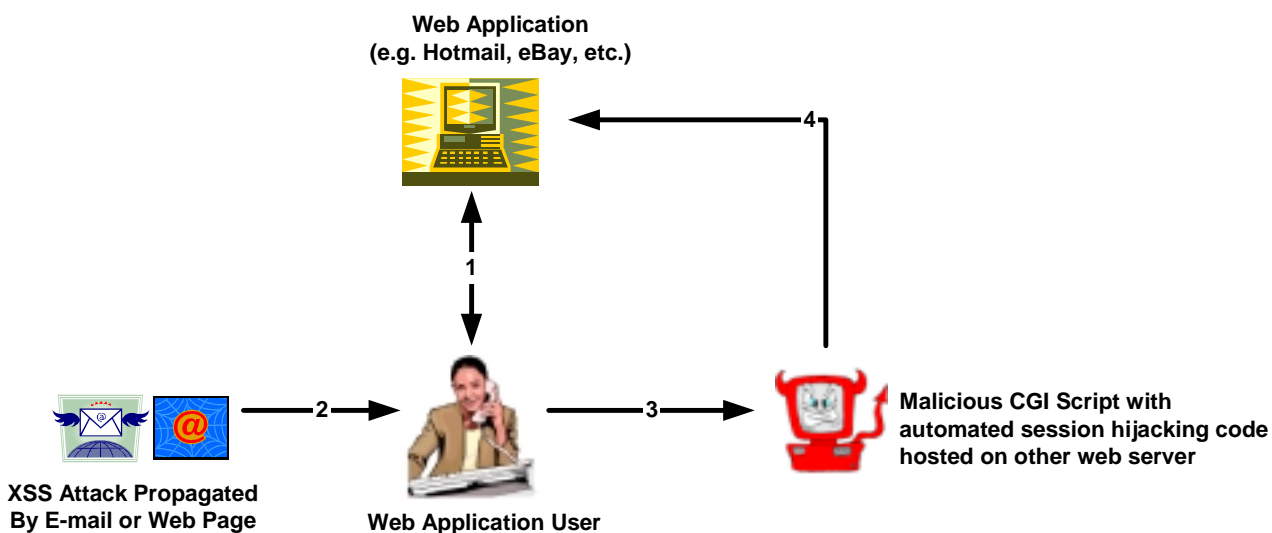 Web Application
(e.g. Hotmail, eBay, etc.)
4
1
2
3
@
@
Malicious CGI Script with
automated session hijacking code
hosted on other web server
XSS Attack Propagated
By E-mail or Web Page
Web Application User